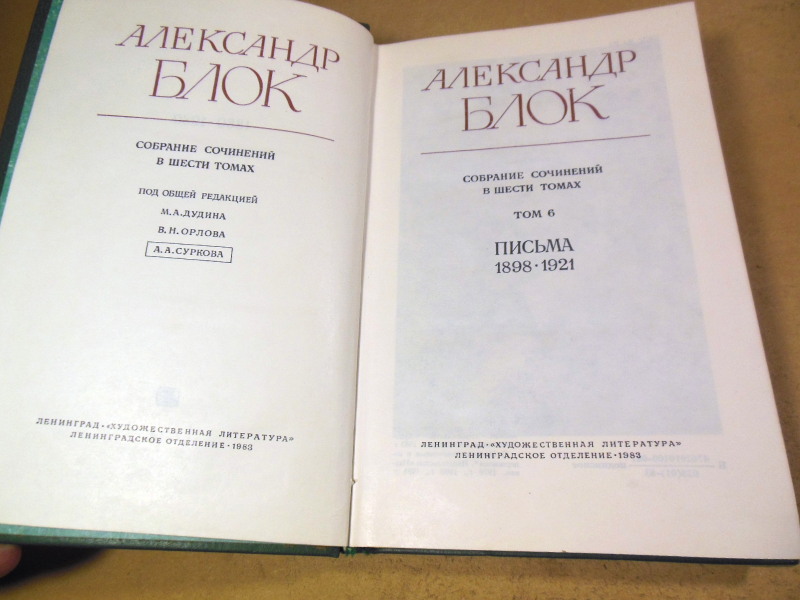 АЛЕКСАНДР
БЛОК
СОБРАНИЕ СОЧИНЕНИЙ
В ШЕСТИ ТОМАХ
ПОД ОБЩЕЙ РЕДАКЦИЕЙ
М.А.ДУДИНА
В.Н.ОРЛОВА
А.А.СУРКОВА
ЛЕНИНГРАД·«ХУДОЖЕСТВЕННАЯ ЛИТЕРАТУРА»
ЛЕНИНГРАДСКОЕ ОТДЕЛЕНИЕ·1983
АЛЕКСАНДР
БЛОК
СОБРАНИЕ СОЧИНЕНИЙ
В ШЕСТИ ТОМАХ
ТОМ 6
ПИСЬМА
1898·1921
ЛЕНИНГРАД·«ХУДОЖЕСТВЕННАЯ ЛИТЕРАТУРА»
ЛЕНИНГРАДСКОЕ ОТДЕЛЕНИЕ·1983